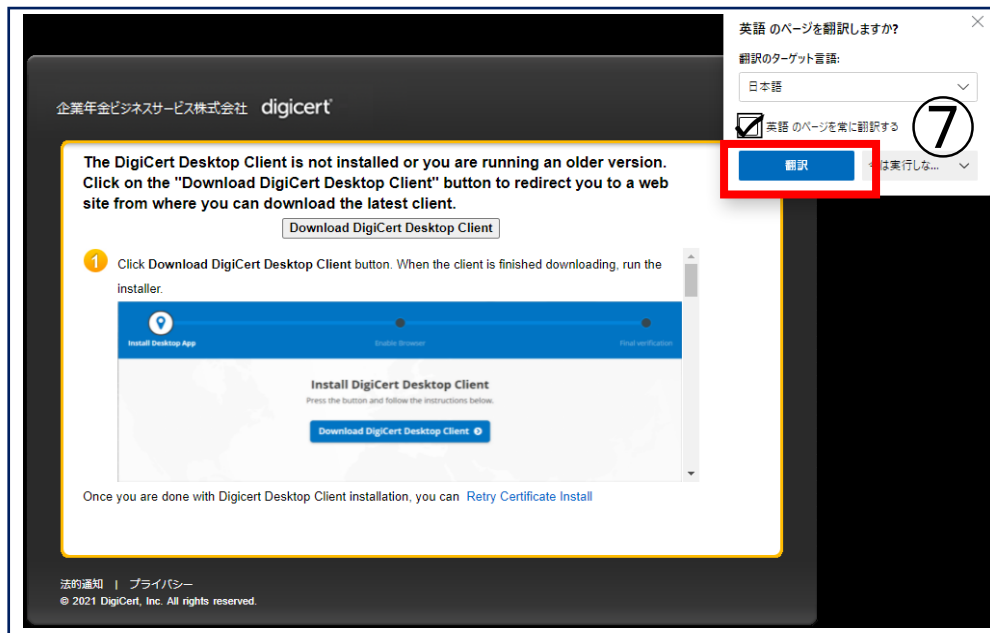 英語 のページを翻訳しますか?
翻訳のターゲット言語:
日本語
英語 のページを常に翻訳する
⑦
翻訳
は実行しな...
企業年金ビジネスサービス株式会社 digicert
The DigiCert Desktop Client is not installed or you are running an older version.
Click on the "Download DigiCert Desktop Client" button to redirect you to a web
site from where you can download the latest client.
Download DigiCert Desktop Client
1 Click Download DigiCert Desktop Client button. When the client is finished downloading, run the
installer.
Install Desktop App
Enable Browser
Final verification
Install DigiCert Desktop Client
Press the button and follow the instructions below.
Download DigiCert Desktop Client
Once you are done with Digicert Desktop Client installation, you can Retry Certificate Install
法的通知 | プライバシー
© 2021 DigiCert, Inc. All rights reserved.